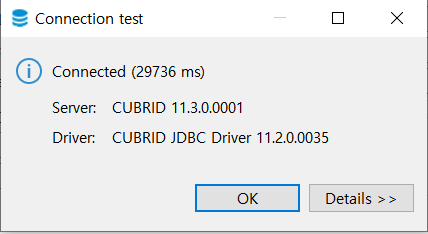 Connection test
Connected (29736 ms)
Server: CUBRID 11.3.0.0001
Driver: CUBRID JDBC Driver 11.2.0.0035
OK
Details >>